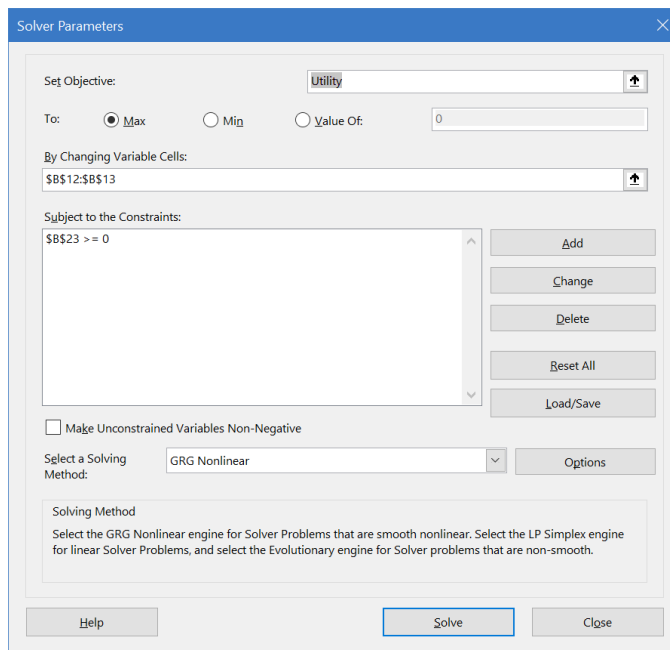 Solver Parameters
Set Objective:
Utility
To:
Max
Min
Value Of:
0
By Changing Variable Cells:
$B$12:$B$13
Subject to the Constraints:
$B$23 >= 0
Add
Change
Delete
Reset All
Load/Save
Make Unconstrained Variables Non-Negative
Select a Solving
Method:
GRG Nonlinear
Options
Solving Method
Select the GRG Nonlinear engine for Solver Problems that are smooth nonlinear. Select the LP Simplex engine
for linear Solver Problems, and select the Evolutionary engine for Solver problems that are non-smooth.
Help
Solve
Close